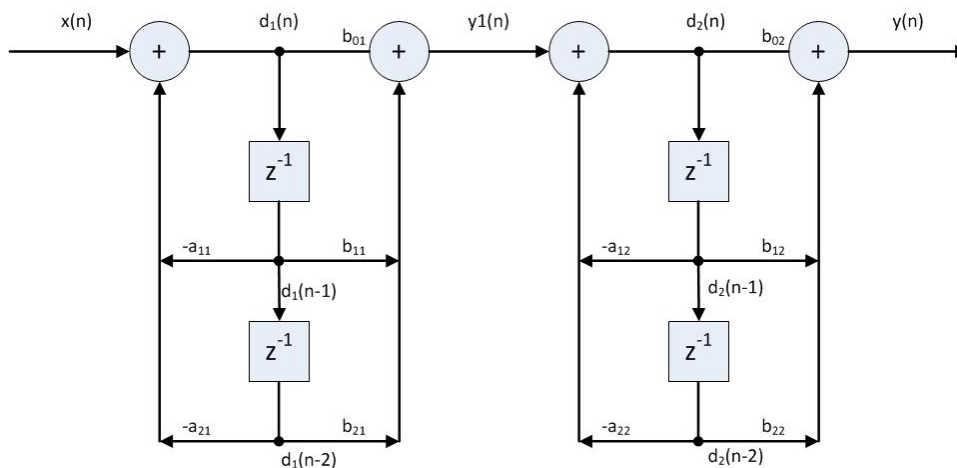 x(n) + d₁(n) b₀₁ + y1(n) + d₂(n) b₀₂ + y(n)
z⁻¹ z⁻¹
-a₁₁ b₁₁ -a₁₂ b₁₂
d₁(n-1) d₂(n-1)
z⁻¹ z⁻¹
-a₂₁ b₂₁ -a₂₂ b₂₂
d₁(n-2) d₂(n-2)